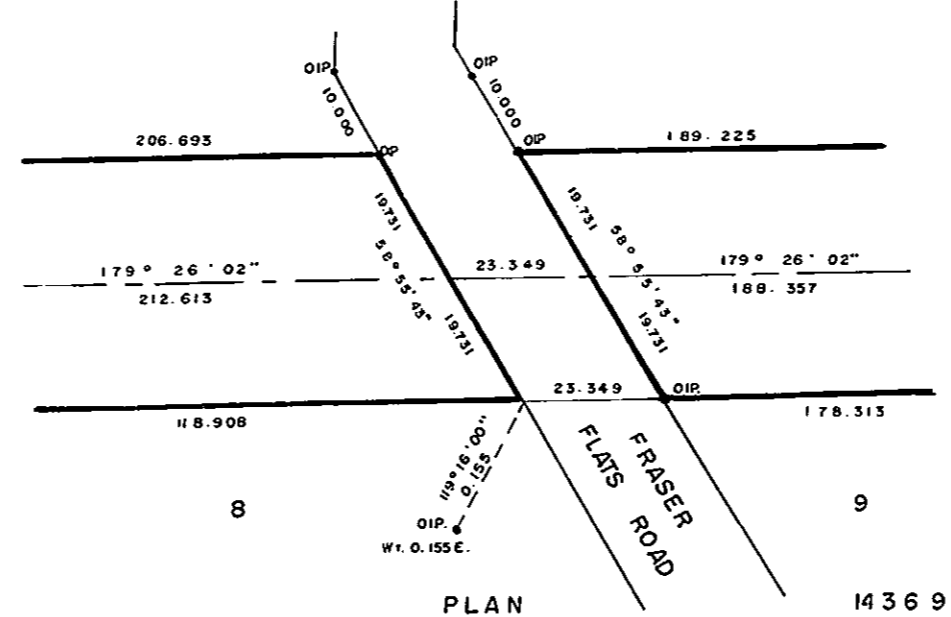 OIP
OIP
10.000
10.000
206.693
OP
OIP
189.225
19.731
19.731
58° 55' 43"
58° 55' 43"
179° 26' 02"
23.349
179° 26' 02"
212.613
188.357
19.731
19.731
23.349
OIP.
118.908
178.313
119° 16' 00"
0.155
FRASER
FLATS ROAD
8
9
OIP.
WT. 0.155 E.
PLAN
14369